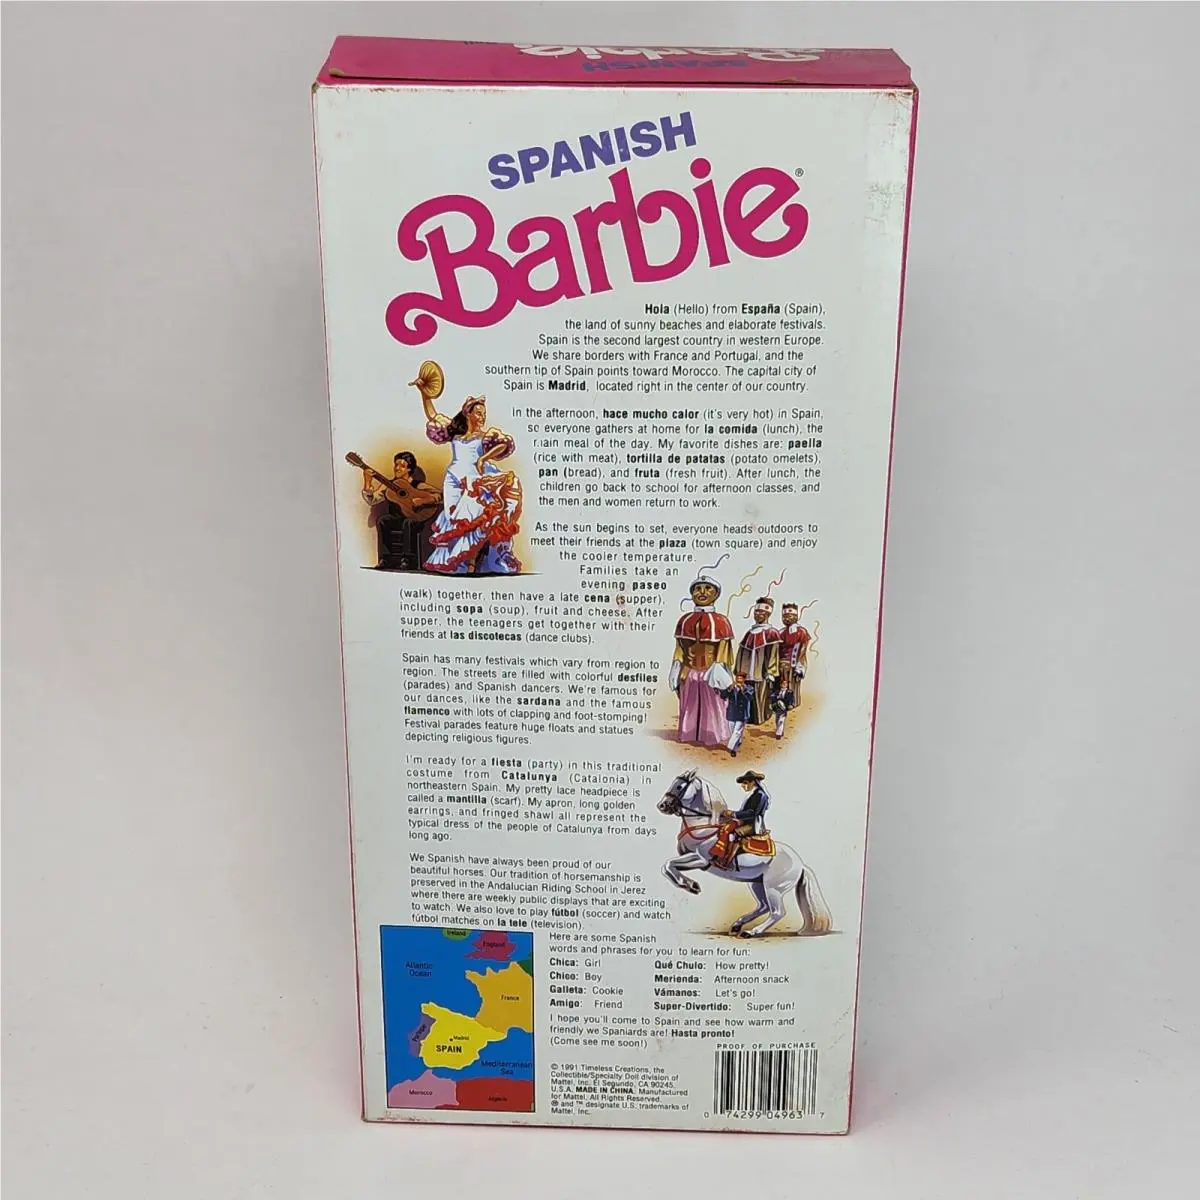 SPANISH Barbie
SPANISH
Barbie®
Hola (Hello) from España (Spain),
the land of sunny beaches and elaborate festivals.
Spain is the second largest country in western Europe.
We share borders with France and Portugal, and the
southern tip of Spain points toward Morocco. The capital city of
Spain is Madrid, located right in the center of our country.
In the afternoon, hace mucho calor (it's very hot) in Spain,
so everyone gathers at home for la comida (lunch), the
main meal of the day. My favorite dishes are: paella
(rice with meat), tortilla de patatas (potato omelets),
pan (bread), and fruta (fresh fruit). After lunch, the
children go back to school for afternoon classes, and
the men and women return to work.
As the sun begins to set, everyone heads outdoors to
meet their friends at the plaza (town square) and enjoy
the cooler temperature.
Families take an
evening paseo
(walk) together, then have a late cena (supper),
including sopa (soup), fruit and cheese. After
supper, the teenagers get together with their
friends at las discotecas (dance clubs).
Spain has many festivals which vary from region to
region. The streets are filled with colorful desfiles
(parades) and Spanish dancers. We're famous for
our dances, like the sardana and the famous
flamenco with lots of clapping and foot-stomping!
Festival parades feature huge floats and statues
depicting religious figures.
I'm ready for a fiesta (party) in this traditional
costume from Catalunya (Catalonia) in
northeastern Spain. My pretty lace headpiece is
called a mantilla (scarf). My apron, long golden
earrings, and fringed shawl all represent the
typical dress of the people of Catalunya from days
long ago.
We Spanish have always been proud of our
beautiful horses. Our tradition of horsemanship is
preserved in the Andalucian Riding School in Jerez
where there are weekly public displays that are exciting
to watch. We also love to play fútbol (soccer) and watch
fútbol matches on la tele (television).
Ireland
England
Atlantic
Ocean
France
Madrid
SPAIN
Mediterranean
Sea
Morocco
Algeria
Here are some Spanish
words and phrases for you to learn for fun:
Chica: Girl Qué Chulo: How pretty!
Chico: Boy Merienda: Afternoon snack
Galleta: Cookie Vámanos: Let's go!
Amigo: Friend Super-Divertido: Super fun!
I hope you'll come to Spain and see how warm and
friendly we Spaniards are! Hasta pronto!
(Come see me soon!)
© 1991 Timeless Creations, the
Collectible/Specialty Doll division of
Mattel, Inc. El Segundo, CA 90245,
U.S.A. MADE IN CHINA. Manufactured
for Mattel. All Rights Reserved.
® and ™ designate U.S. trademarks of
Mattel, Inc.
PROOF OF PURCHASE
0 74299 04963 7